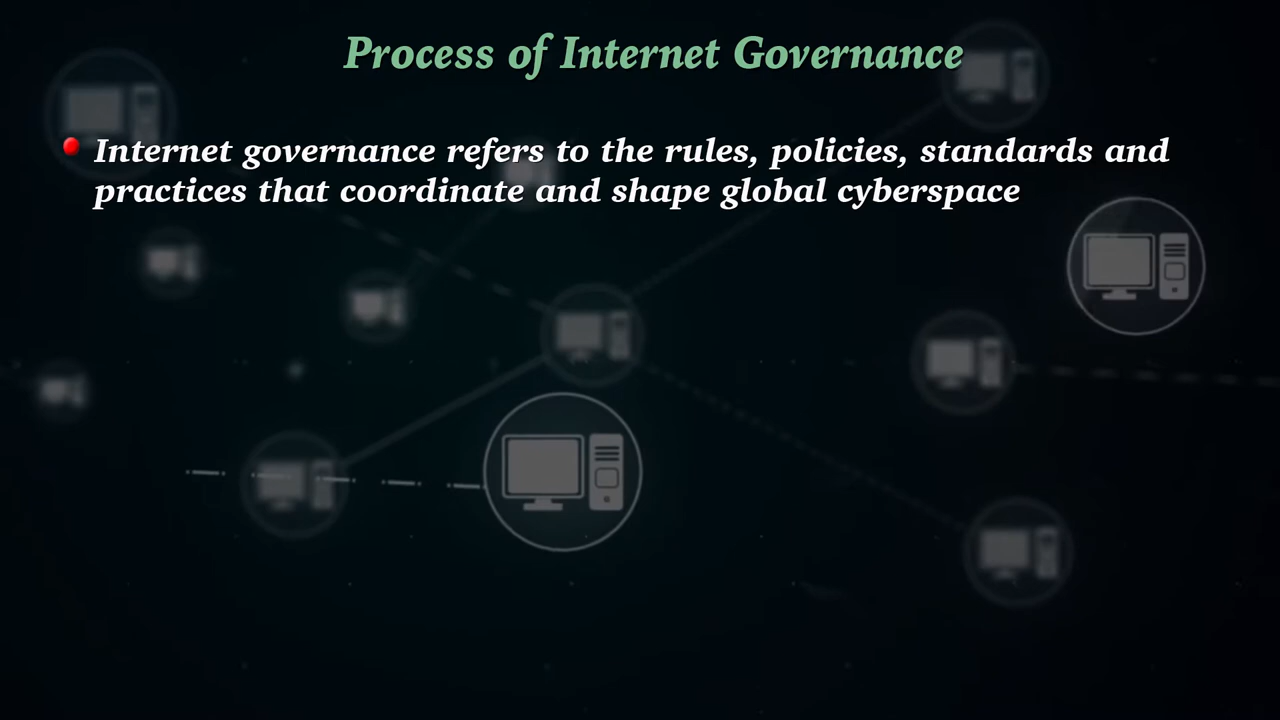 Process of Internet Governance
Internet governance refers to the rules, policies, standards and
practices that coordinate and shape global cyberspace